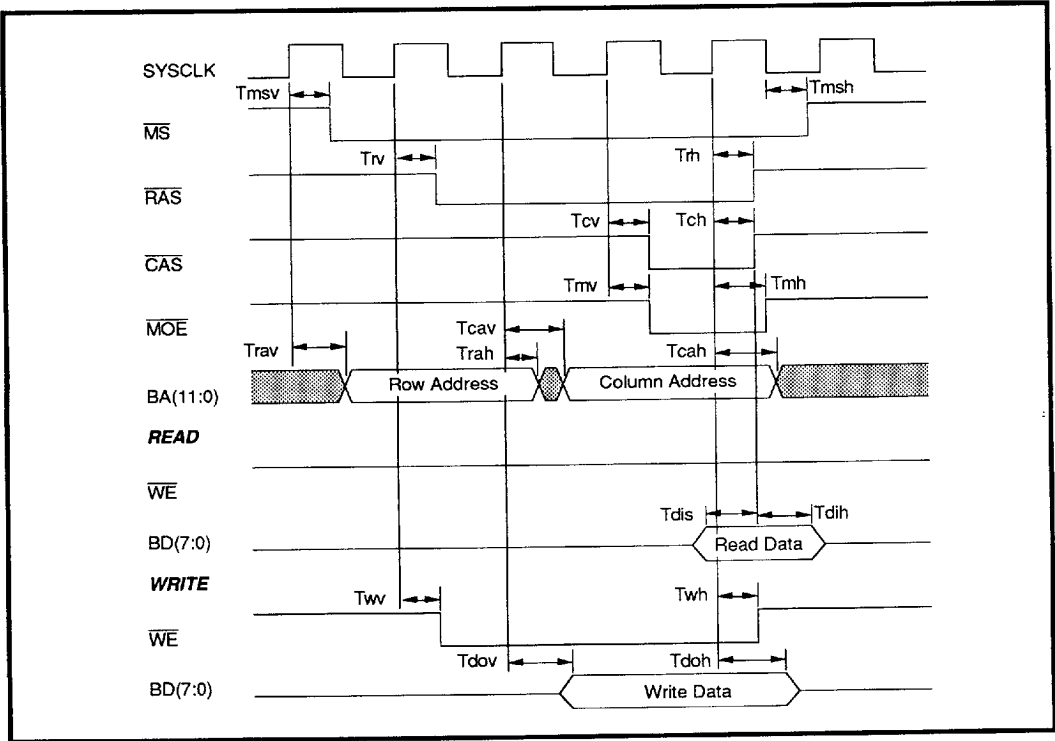 SYSCLK
Tmsv Tmsh
MS
Trv Trh
RAS
Tcv Tch
CAS
Tmv Tmh
MOE
Tcav
Trav Trah Tcah
Row Address Column Address
BA(11:0)
READ
WE
Tdis Tdih
BD(7:0) Read Data
WRITE
Twv Twh
WE
Tdov Tdoh
BD(7:0) Write Data